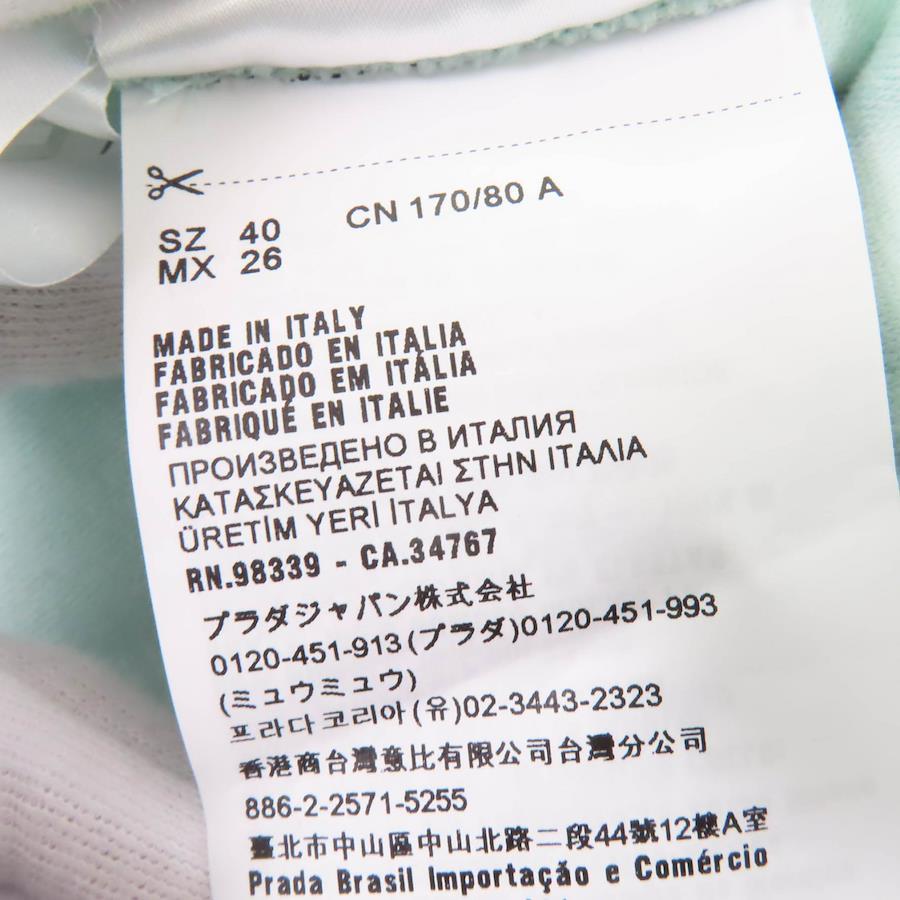 SZ 40 CN 170/80 A
MX 26
MADE IN ITALY
FABRICADO EN ITALIA
FABRICADO EM ITÁLIA
FABRIQUÉ EN ITALIE
ПРОИЗВЕДЕНО В ИТАЛИЯ
ΚΑΤΑΣΚΕΥΑΖΕΤΑΙ ΣΤΗΝ ΙΤΑΛΙΑ
ÜRETİM YERİ İTALYA
RN.98339 - CA.34767
プラダジャパン株式会社
0120-451-913(プラダ)0120-451-993
(ミュウミュウ)
프라다코리아(유)02-3443-2323
香港商台灣意比有限公司台灣分公司
886-2-2571-5255
臺北市中山區中山北路二段44號12樓A室
Prada Brasil Importação e Comércio